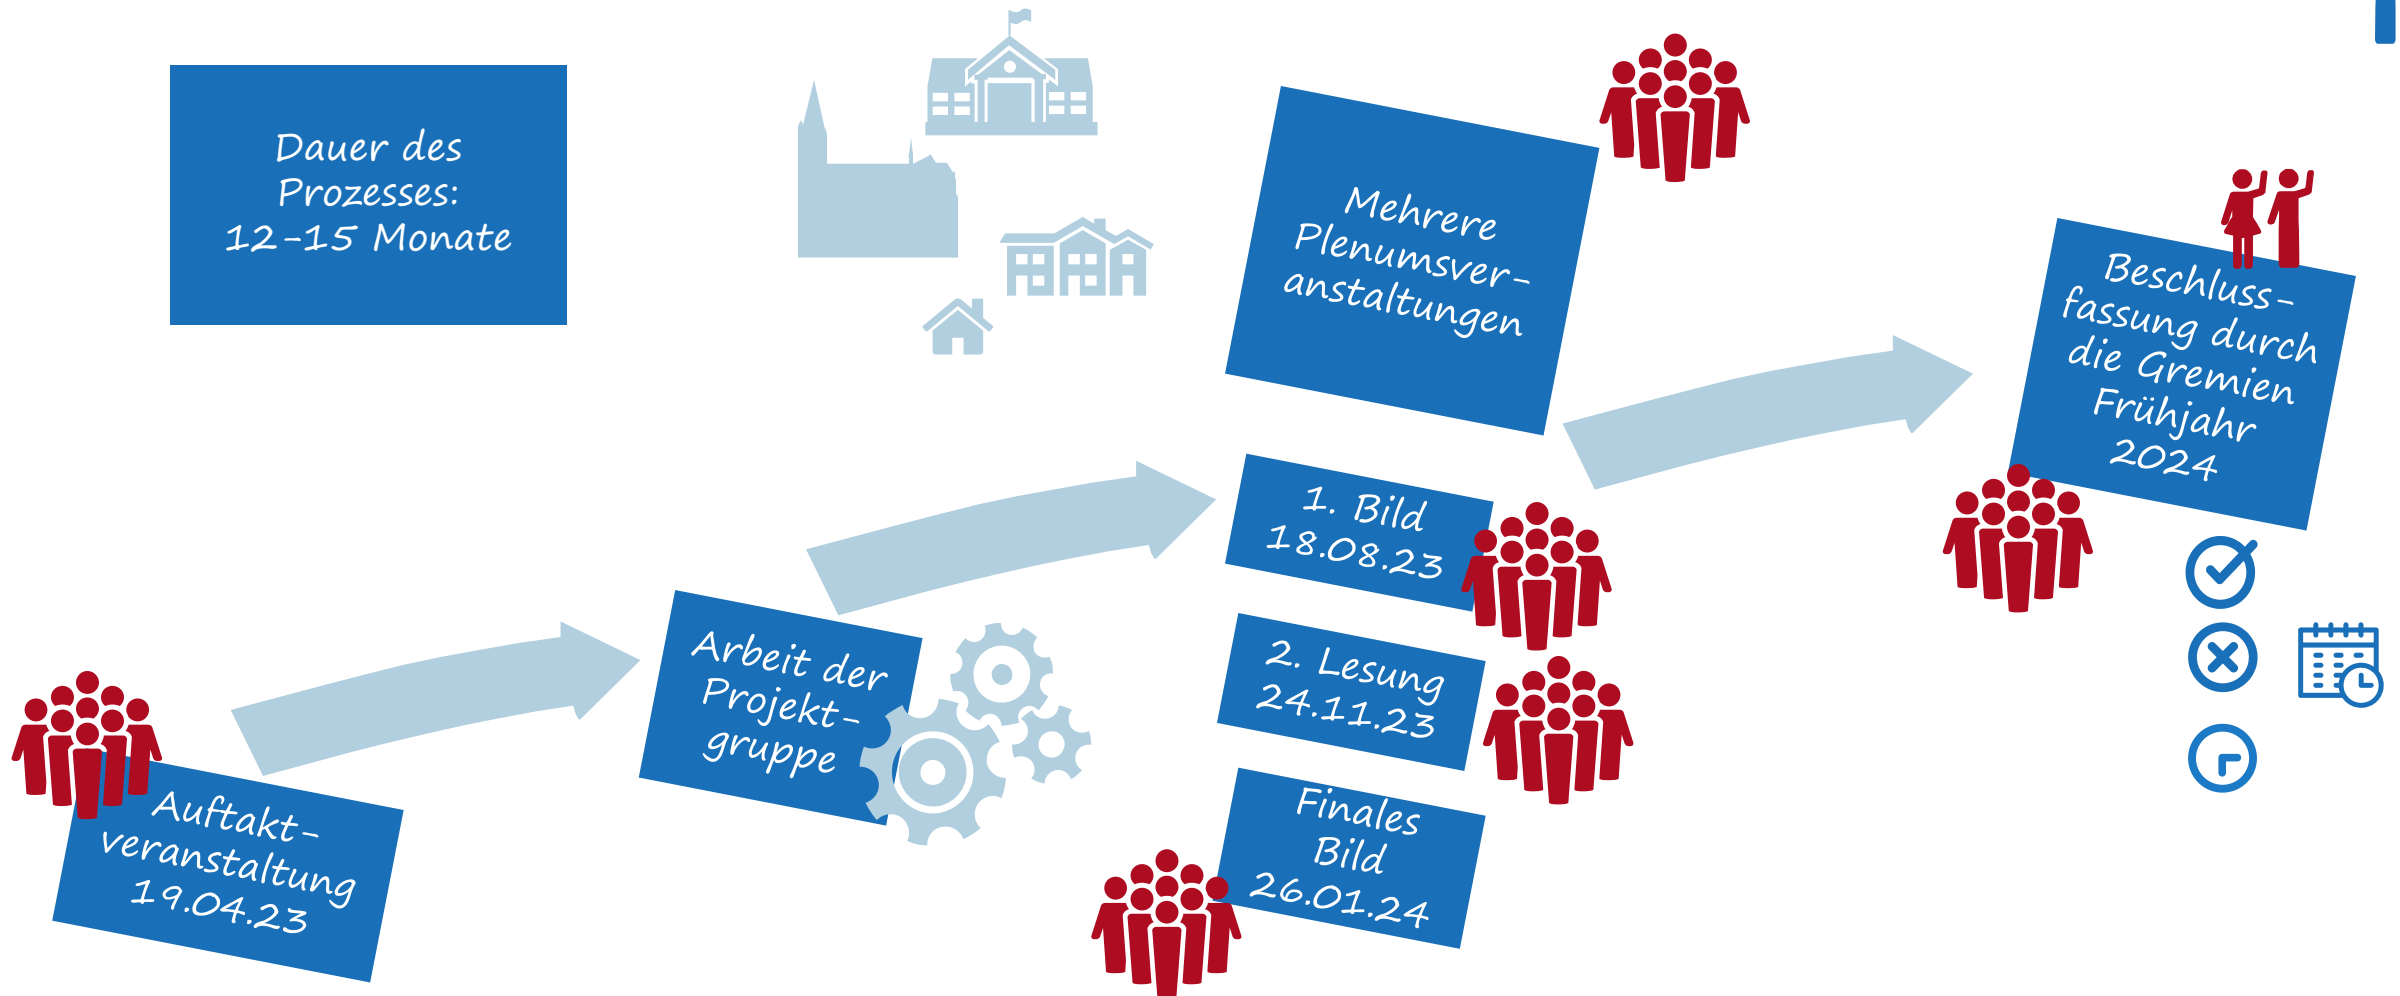 Dauer des
Prozesses:
12-15 Monate
Auftakt-
veranstaltung
19.04.23
Arbeit der
Projekt-
gruppe
Mehrere
Plenumsver-
anstaltungen
1. Bild
18.08.23
2. Lesung
24.11.23
Finales
Bild
26.01.24
Beschluss-
fassung durch
die Gremien
Frühjahr
2024